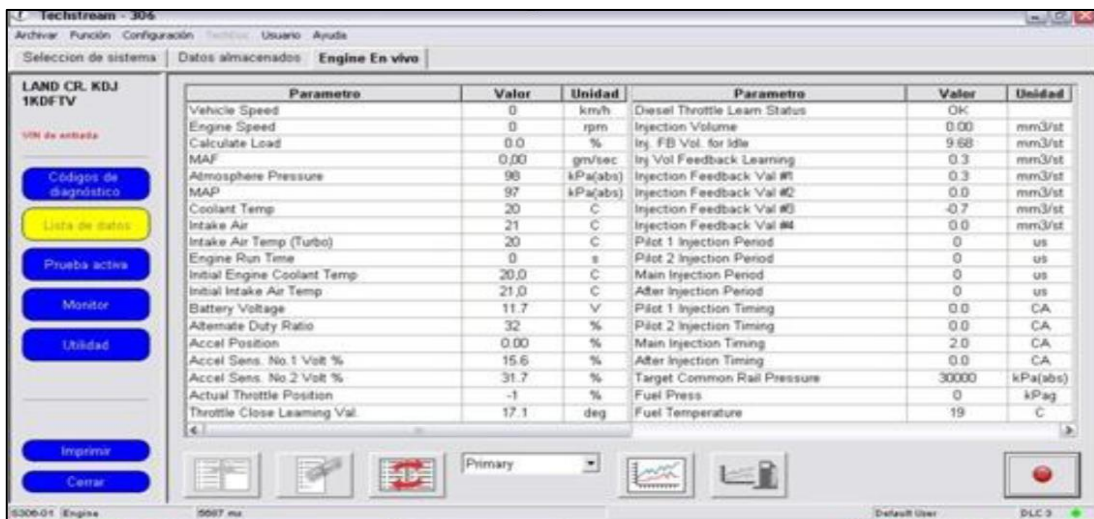 Techstream - 306
Archivar Función Configuración TechDoc Usuario Ayuda
Seleccion de sistema Datos almacenados Engine En vivo
LAND CR. KDJ
1KDFTV
VIN de entrada
Códigos de
diagnóstico
Lista de datos
Prueba activa
Monitor
Utilidad
Imprimir
Cerrar
Parametro Valor Unidad Parametro Valor Unidad
Vehicle Speed 0 km/h Diesel Throttle Learn Status OK
Engine Speed 0 rpm Injection Volume 0.00 mm3/st
Calculate Load 0.0 % Inj. FB Vol. for Idle 9.68 mm3/st
MAF 0,00 gm/sec Inj Vol Feedback Learning 0.3 mm3/st
Atmosphere Pressure 98 kPa(abs) Injection Feedback Val #1 0.3 mm3/st
MAP 97 kPa(abs) Injection Feedback Val #2 0.0 mm3/st
Coolant Temp 20 C Injection Feedback Val #3 -0.7 mm3/st
Intake Air 21 C Injection Feedback Val #4 0.0 mm3/st
Intake Air Temp (Turbo) 20 C Pilot 1 Injection Period 0 us
Engine Run Time 0 s Pilot 2 Injection Period 0 us
Initial Engine Coolant Temp 20,0 C Main Injection Period 0 us
Initial Intake Air Temp 21,0 C After Injection Period 0 us
Battery Voltage 11.7 V Pilot 1 Injection Timing 0.0 CA
Alternate Duty Ratio 32 % Pilot 2 Injection Timing 0.0 CA
Accel Position 0.00 % Main Injection Timing 2.0 CA
Accel Sens. No.1 Volt % 15.6 % After Injection Timing 0.0 CA
Accel Sens. No.2 Volt % 31.7 % Target Common Rail Pressure 30000 kPa(abs)
Actual Throttle Position -1 % Fuel Press 0 kPag
Throttle Close Learning Val. 17.1 deg Fuel Temperature 19 C
Primary
S306-01 Engine 5687 ms Default User DLC 3